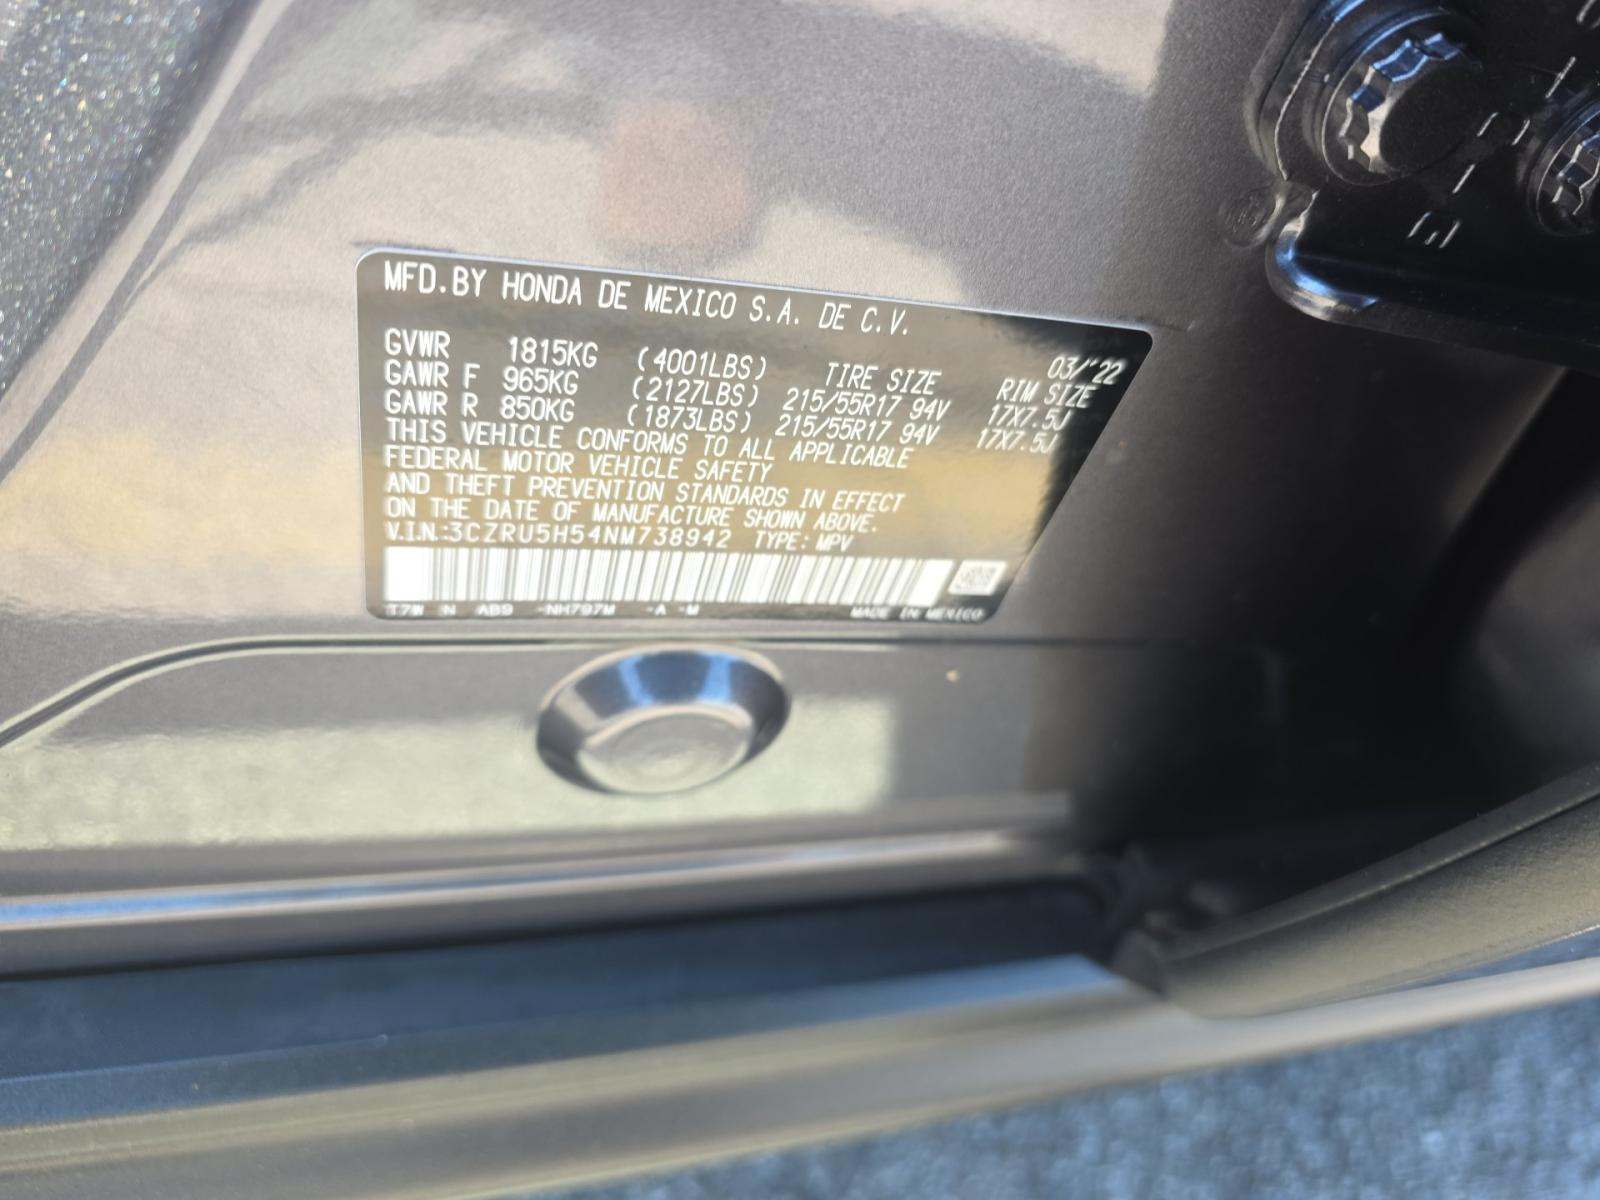 MFD.BY HONDA DE MEXICO S.A. DE C.V.
03/'22
GVWR 1815KG (4001LBS) TIRE SIZE RIM SIZE
GAWR F 965KG (2127LBS) 215/55R17 94V 17X7.5J
GAWR R 850KG (1873LBS) 215/55R17 94V 17X7.5J
THIS VEHICLE CONFORMS TO ALL APPLICABLE
FEDERAL MOTOR VEHICLE SAFETY
AND THEFT PREVENTION STANDARDS IN EFFECT
ON THE DATE OF MANUFACTURE SHOWN ABOVE.
V.I.N.:3CZRU5H54NM738942 TYPE: MPV
T7W N AB9 -NH797M -A -M MADE IN MEXICO